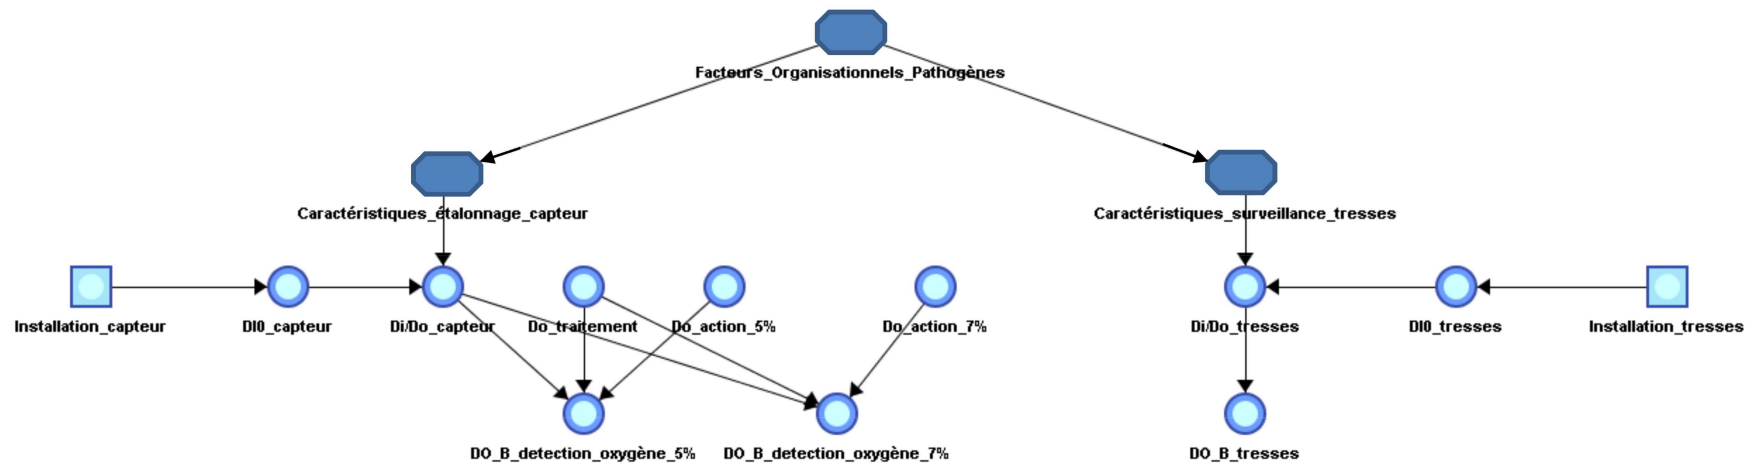 Facteurs_Organisationnels_Pathogènes
Caractéristiques_étalonnage_capteur
Caractéristiques_surveillance_tresses
Installation_capteur
DI0_capteur
Di/Do_capteur
Do_traitement
Do_action_5%
Do_action_7%
Di/Do_tresses
DI0_tresses
Installation_tresses
DO_B_detection_oxygène_5%
DO_B_detection_oxygène_7%
DO_B_tresses